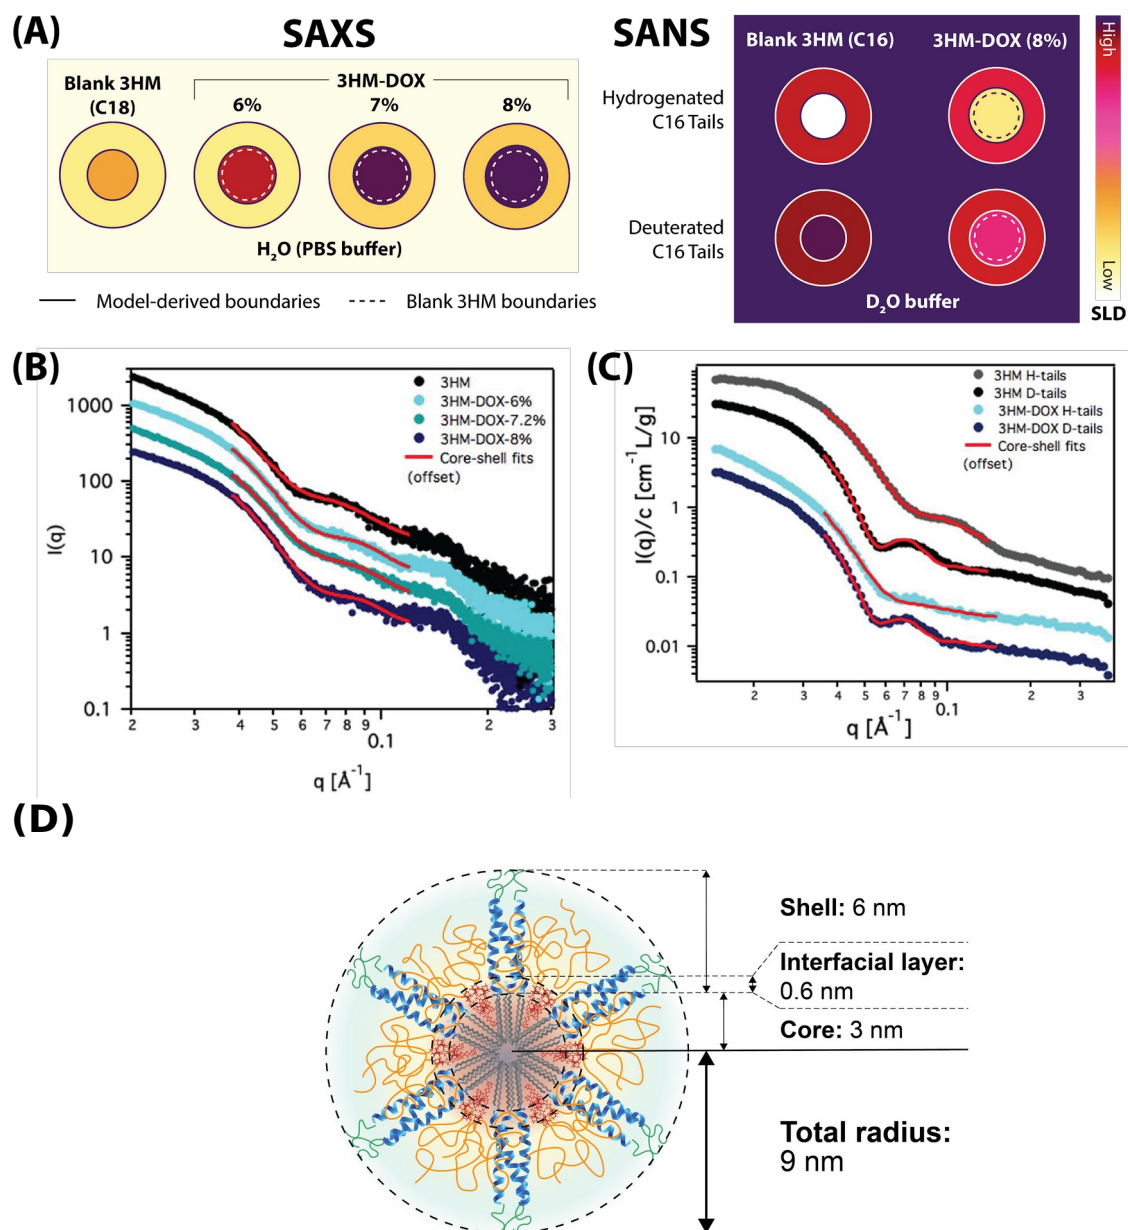 (A)
SAXS
Blank 3HM
(C18)
3HM-DOX
6%
7%
8%
H₂O (PBS buffer)
Model-derived boundaries
Blank 3HM boundaries
SANS
Blank 3HM (C16)
3HM-DOX (8%)
Hydrogenated
C16 Tails
Deuterated
C16 Tails
D₂O buffer
High
Low
SLD
(B)
I(q)
1000
100
10
1
0.1
3HM
3HM-DOX-6%
3HM-DOX-7.2%
3HM-DOX-8%
Core-shell fits
(offset)
2 3 4 5 6 7 8 9 0.1 2 3
q [Å⁻¹]
(C)
I(q)/c [cm⁻¹L/g]
10
1
0.1
0.01
3HM H-tails
3HM D-tails
3HM-DOX H-tails
3HM-DOX D-tails
Core-shell fits
(offset)
2 3 4 5 6 7 8 9 0.1 2 3
q [Å⁻¹]
(D)
Shell: 6 nm
Interfacial layer:
0.6 nm
Core: 3 nm
Total radius:
9 nm